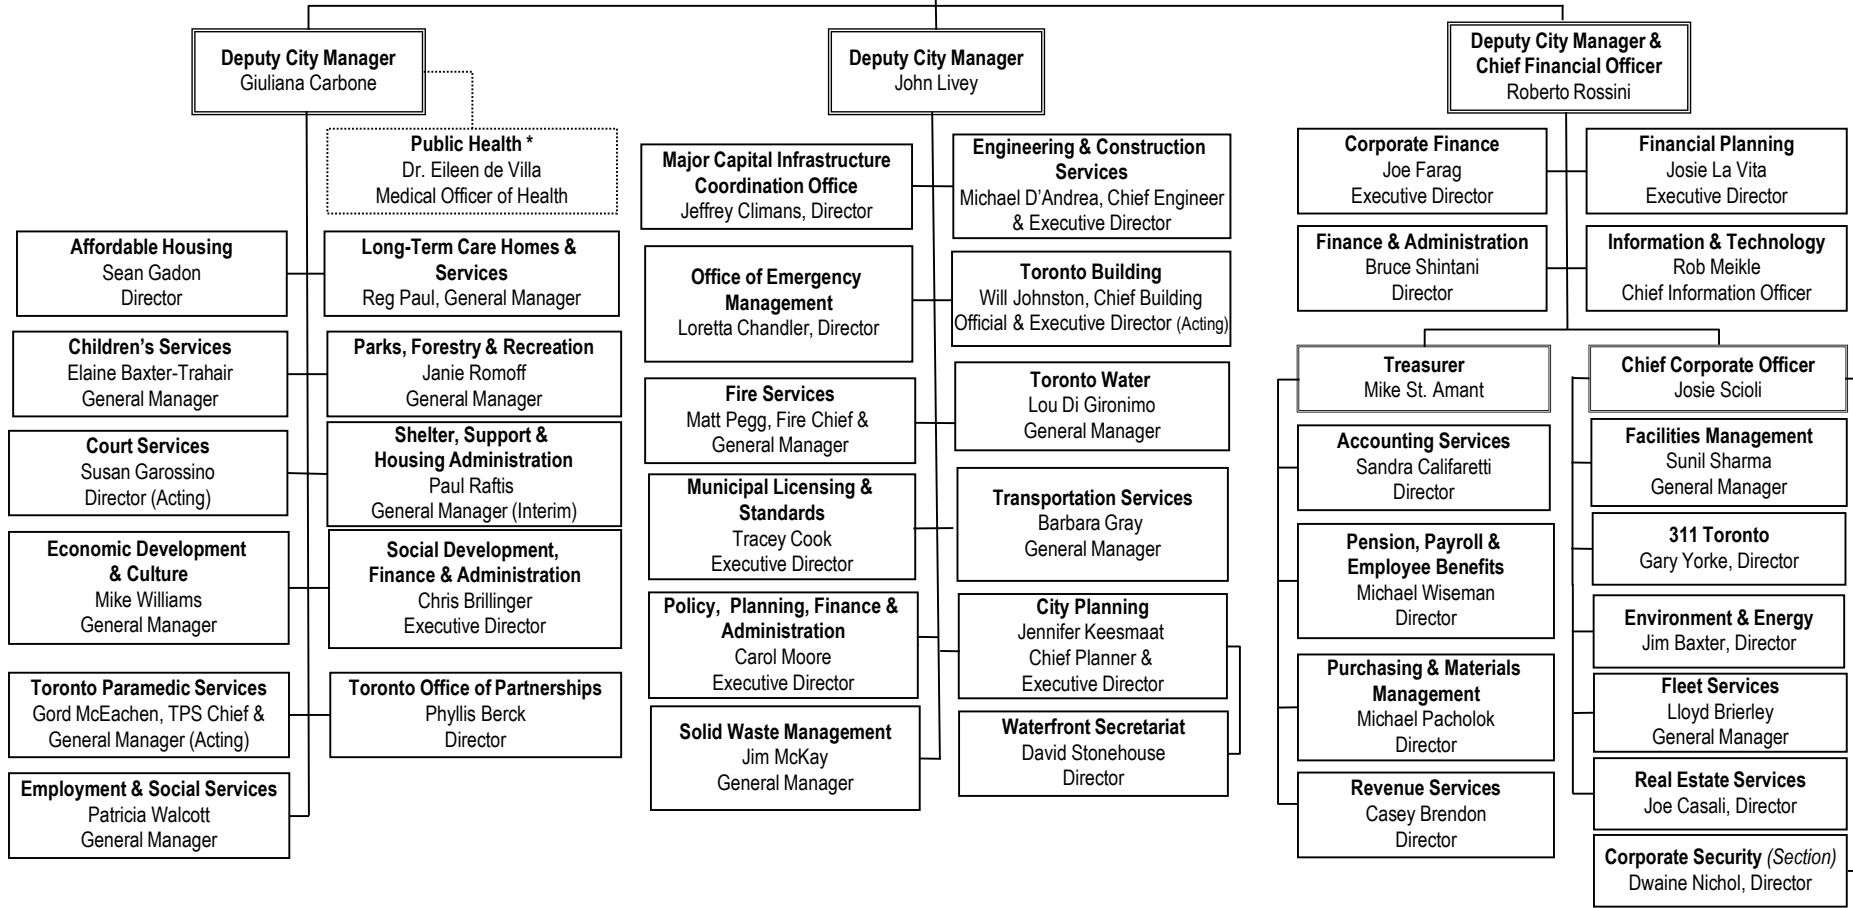 Deputy City Manager
Giuliana Carbone
Public Health *
Dr. Eileen de Villa
Medical Officer of Health
Affordable Housing
Sean Gadon
Director
Long-Term Care Homes &
Services
Reg Paul, General Manager
Children's Services
Elaine Baxter-Trahair
General Manager
Parks, Forestry & Recreation
Janie Romoff
General Manager
Court Services
Susan Garossino
Director (Acting)
Shelter, Support &
Housing Administration
Paul Raftis
General Manager (Interim)
Economic Development
& Culture
Mike Williams
General Manager
Social Development,
Finance & Administration
Chris Brillinger
Executive Director
Toronto Paramedic Services
Gord McEachen, TPS Chief &
General Manager (Acting)
Toronto Office of Partnerships
Phyllis Berck
Director
Employment & Social Services
Patricia Walcott
General Manager
Deputy City Manager
John Livey
Major Capital Infrastructure
Coordination Office
Jeffrey Climans, Director
Engineering & Construction
Services
Michael D'Andrea, Chief Engineer
& Executive Director
Office of Emergency
Management
Loretta Chandler, Director
Toronto Building
Will Johnston, Chief Building
Official & Executive Director (Acting)
Fire Services
Matt Pegg, Fire Chief &
General Manager
Toronto Water
Lou Di Gironimo
General Manager
Municipal Licensing &
Standards
Tracey Cook
Executive Director
Transportation Services
Barbara Gray
General Manager
Policy, Planning, Finance &
Administration
Carol Moore
Executive Director
City Planning
Jennifer Keesmaat
Chief Planner &
Executive Director
Solid Waste Management
Jim McKay
General Manager
Waterfront Secretariat
David Stonehouse
Director
Deputy City Manager &
Chief Financial Officer
Roberto Rossini
Corporate Finance
Joe Farag
Executive Director
Financial Planning
Josie La Vita
Executive Director
Finance & Administration
Bruce Shintani
Director
Information & Technology
Rob Meikle
Chief Information Officer
Treasurer
Mike St. Amant
Accounting Services
Sandra Califaretti
Director
Pension, Payroll &
Employee Benefits
Michael Wiseman
Director
Purchasing & Materials
Management
Michael Pacholok
Director
Revenue Services
Casey Brendon
Director
Chief Corporate Officer
Josie Scioli
Facilities Management
Sunil Sharma
General Manager
311 Toronto
Gary Yorke, Director
Environment & Energy
Jim Baxter, Director
Fleet Services
Lloyd Brierley
General Manager
Real Estate Services
Joe Casali, Director
Corporate Security (Section)
Dwaine Nichol, Director